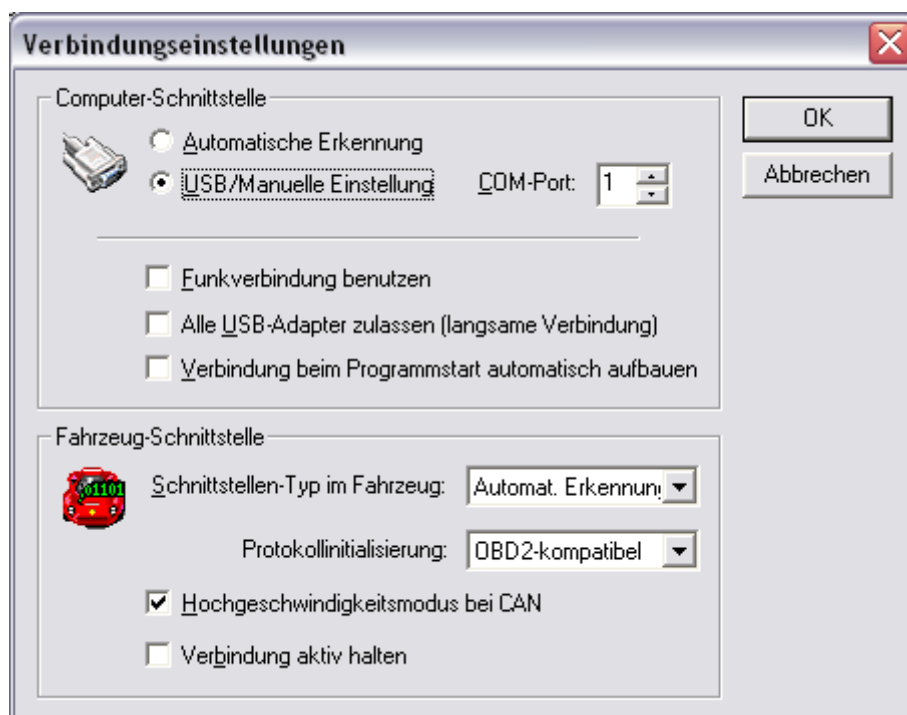 Verbindungseinstellungen
Computer-Schnittstelle
Automatische Erkennung
USB/Manuelle Einstellung COM-Port: 1
Funkverbindung benutzen
Alle USB-Adapter zulassen (langsame Verbindung)
Verbindung beim Programmstart automatisch aufbauen
OK
Abbrechen
Fahrzeug-Schnittstelle
01101
Schnittstellen-Typ im Fahrzeug: Automat. Erkennung
Protokollinitialisierung: OBD2-kompatibel
Hochgeschwindigkeitsmodus bei CAN
Verbindung aktiv halten